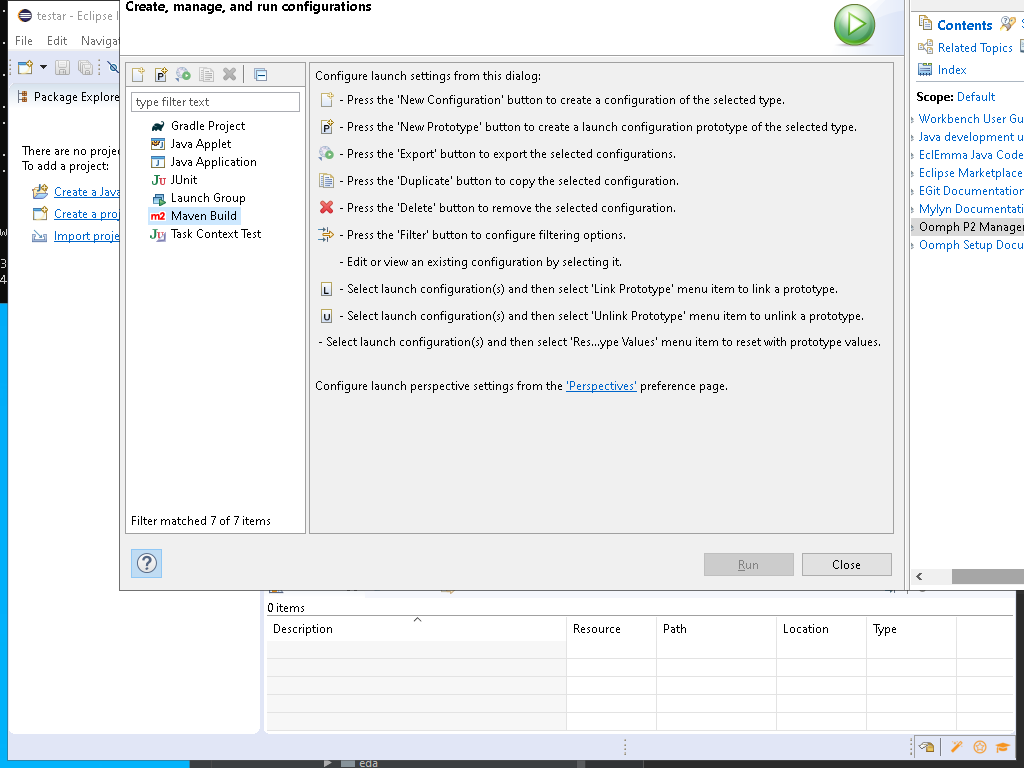 Create, manage, and run configurations
testar - Eclipse I
File Edit Navigat
Package Explore
There are no proje
To add a project:
Create a Java
Create a proj
Import proje
type filter text
Gradle Project
Java Applet
Java Application
JUnit
Launch Group
Maven Build
Task Context Test
Filter matched 7 of 7 items
Configure launch settings from this dialog:
- Press the 'New Configuration' button to create a configuration of the selected type.
- Press the 'New Prototype' button to create a launch configuration prototype of the selected type.
- Press the 'Export' button to export the selected configurations.
- Press the 'Duplicate' button to copy the selected configuration.
- Press the 'Delete' button to remove the selected configuration.
- Press the 'Filter' button to configure filtering options.
- Edit or view an existing configuration by selecting it.
- Select launch configuration(s) and then select 'Link Prototype' menu item to link a prototype.
- Select launch configuration(s) and then select 'Unlink Prototype' menu item to unlink a prototype.
- Select launch configuration(s) and then select 'Res...ype Values' menu item to reset with prototype values.
Configure launch perspective settings from the 'Perspectives' preference page.
Run Close
Contents
Related Topics
Index
Scope: Default
Workbench User Gu
Java development u
EclEmma Java Code
Eclipse Marketplace
EGit Documentation
Mylyn Documentati
Oomph P2 Manager
Oomph Setup Docu
0 items
Description Resource Path Location Type
eda